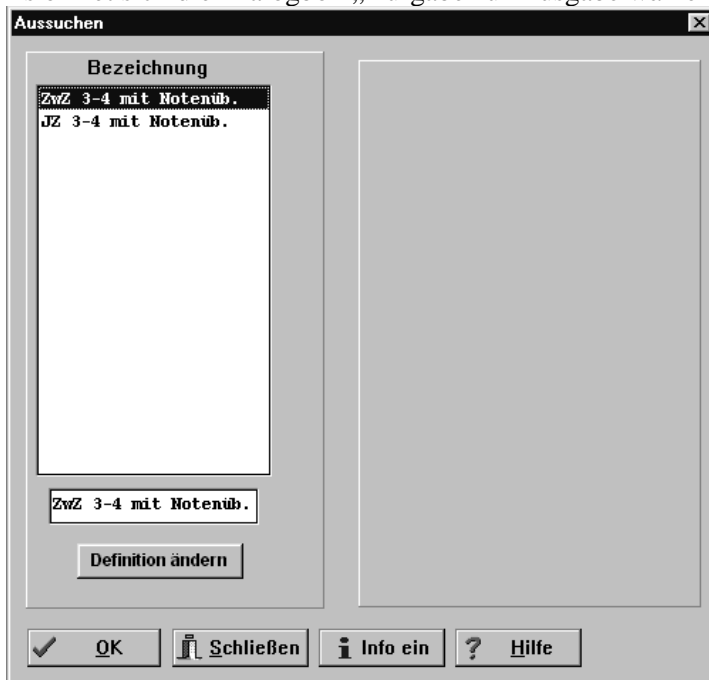 Aussuchen
Bezeichnung
ZwZ 3-4 mit Notenüb.
JZ 3-4 mit Notenüb.
ZwZ 3-4 mit Notenüb.
Definition ändern
OK
Schließen
Info ein
Hilfe